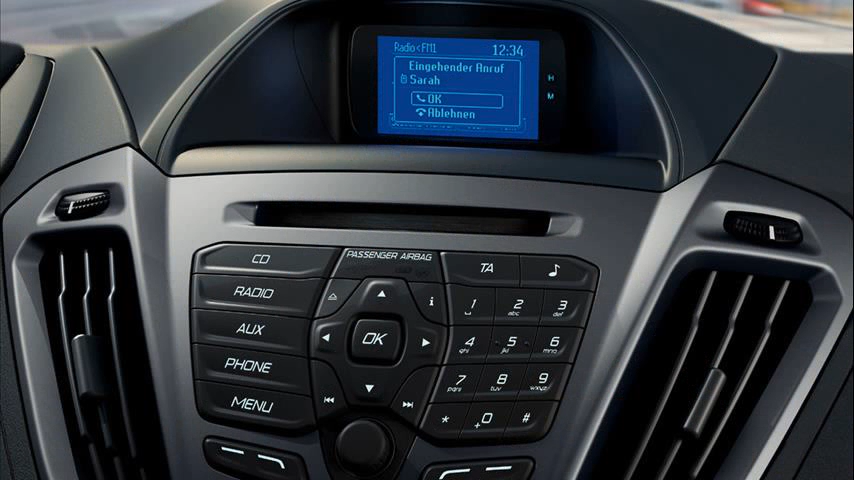 Radio<FM1 12:34
Eingehender Anruf
Sarah
OK
Ablehnen
H
M
CD
RADIO
AUX
PHONE
MENU
PASSENGER AIRBAG
i
OK
TA
1
2 abc
3 def
4 ghi
5 jkl
6 mno
7 pqrs
8 tuv
9 wxyz
* +0 #